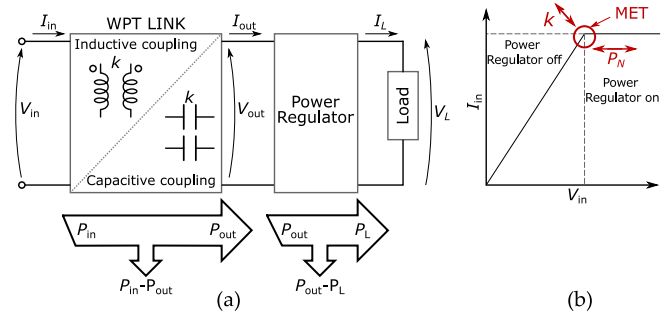 I_in WPT LINK I_out I_L
Inductive coupling
k
k
Capacitive coupling
V_in
V_out
Power
Regulator
Load
V_L
P_in P_out
P_in-P_out
P_out P_L
P_out-P_L
(a)
k MET
P_N
Power
Regulator off
Power
Regulator on
I_in
V_in
(b)